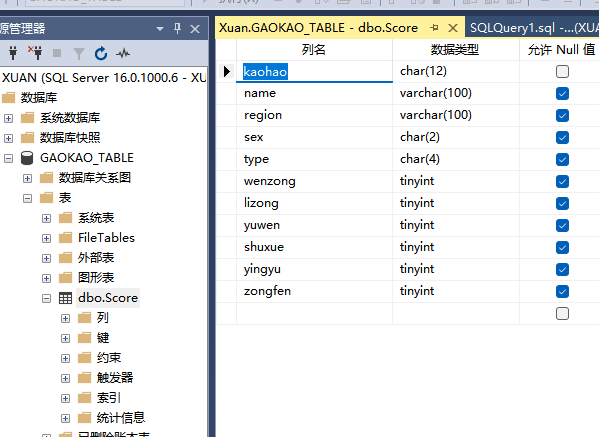 源管理器
Xuan.GAOKAO_TABLE - dbo.Score
SQLQuery1.sql -...(XUA
XUAN (SQL Server 16.0.1000.6 - XU
数据库
系统数据库
数据库快照
GAOKAO_TABLE
数据库关系图
表
系统表
FileTables
外部表
图形表
dbo.Score
列
键
约束
触发器
索引
统计信息
列名 数据类型 允许 Null 值
kaohao char(12)
name varchar(100)
region varchar(100)
sex char(2)
type char(4)
wenzong tinyint
lizong tinyint
yuwen tinyint
shuxue tinyint
yingyu tinyint
zongfen tinyint